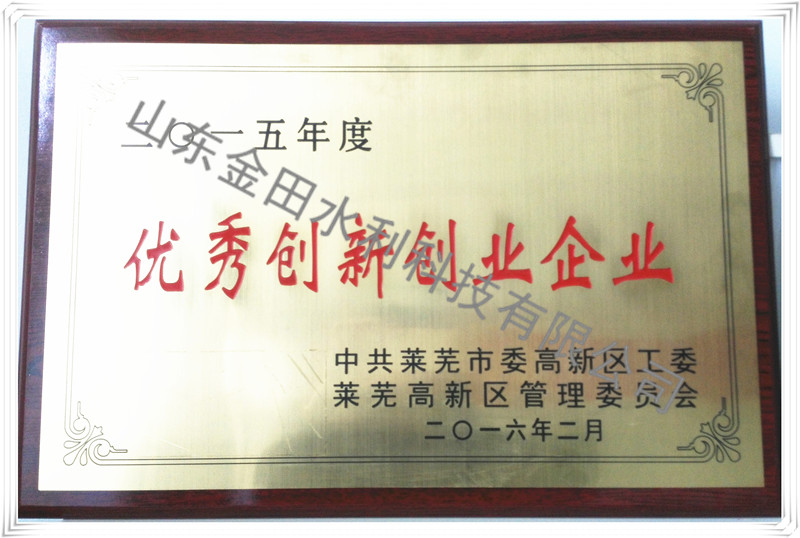 二〇一五年度
优秀创新创业企业
中共莱芜市委高新区工委
莱芜高新区管理委员会
二〇一六年二月
山东金田水利科技有限公司